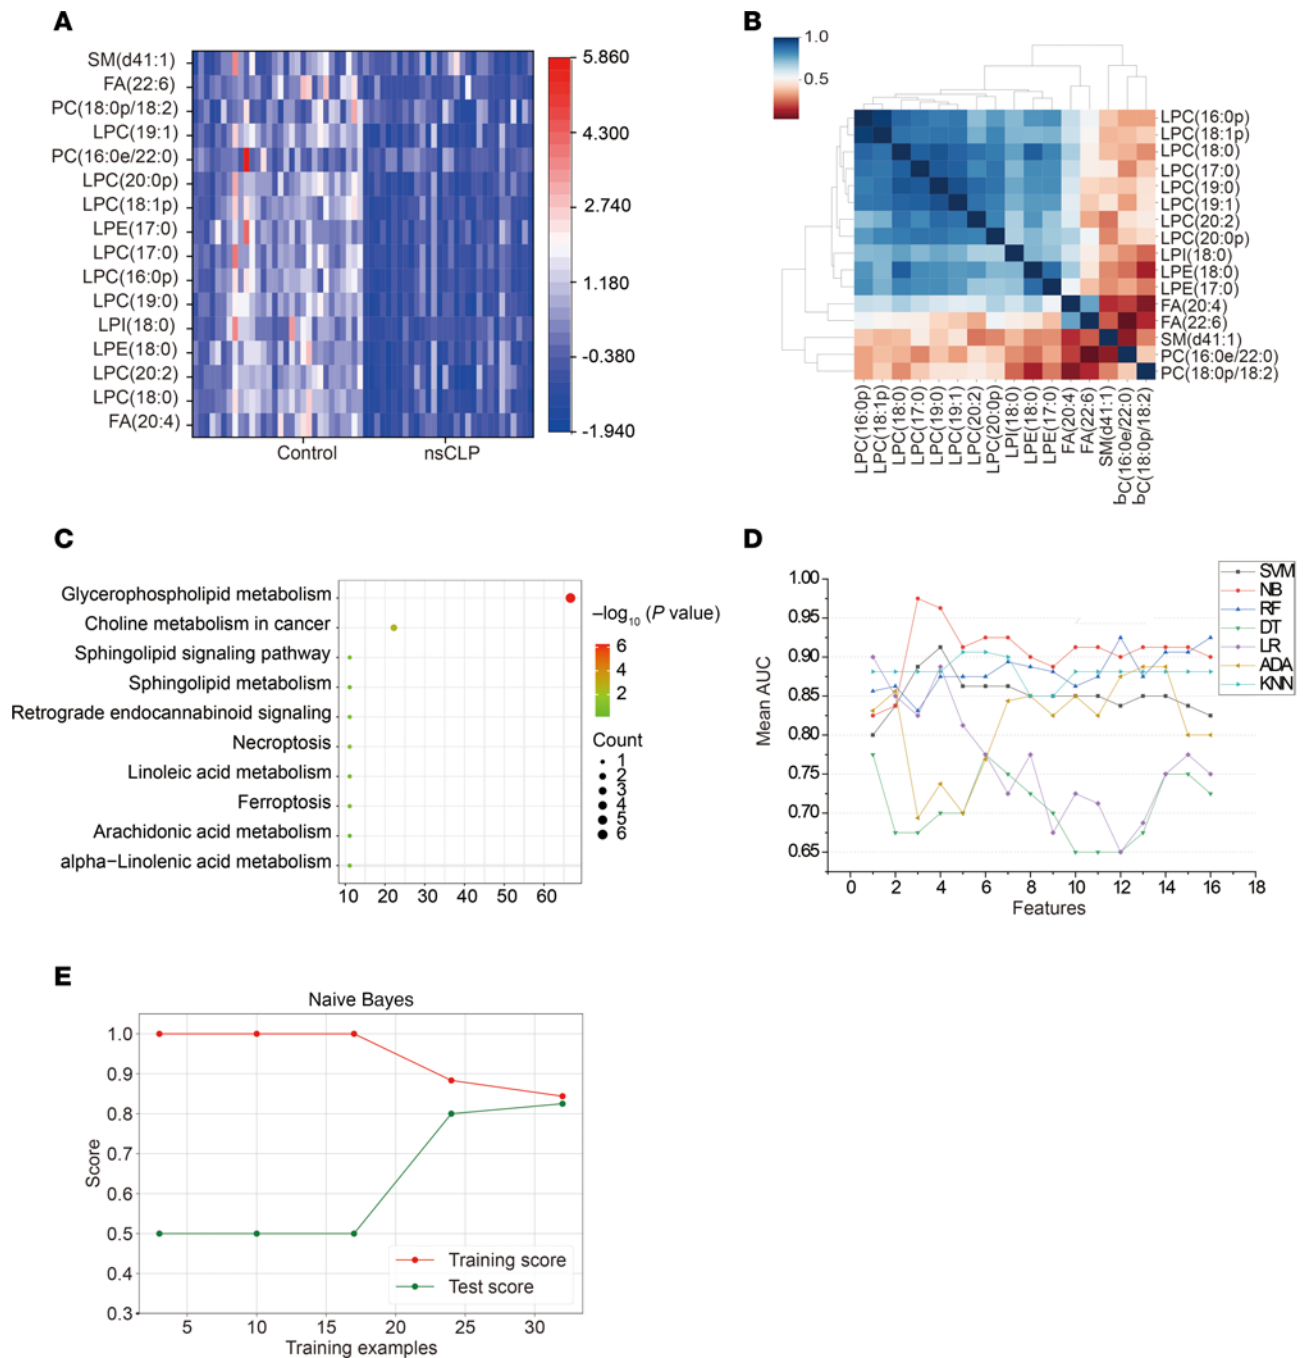 A
SM(d41:1)
FA(22:6)
PC(18:0p/18:2)
LPC(19:1)
PC(16:0e/22:0)
LPC(20:0p)
LPC(18:1p)
LPE(17:0)
LPC(17:0)
LPC(16:0p)
LPC(19:0)
LPI(18:0)
LPE(18:0)
LPC(20:2)
LPC(18:0)
FA(20:4)
Control
nsCLP
5.860
4.300
2.740
1.180
-0.380
-1.940
B
1.0
0.5
LPC(16:0p)
LPC(18:1p)
LPC(18:0)
LPC(17:0)
LPC(19:0)
LPC(19:1)
LPC(20:2)
LPC(20:0p)
LPI(18:0)
LPE(18:0)
LPE(17:0)
FA(20:4)
FA(22:6)
SM(d41:1)
PC(16:0e/22:0)
PC(18:0p/18:2)
LPC(16:0p)
LPC(18:1p)
LPC(18:0)
LPC(17:0)
LPC(19:0)
LPC(19:1)
LPC(20:2)
LPC(20:0p)
LPI(18:0)
LPE(18:0)
LPE(17:0)
FA(20:4)
FA(22:6)
SM(d41:1)
PC(16:0e/22:0)
PC(18:0p/18:2)
C
Glycerophospholipid metabolism
Choline metabolism in cancer
Sphingolipid signaling pathway
Sphingolipid metabolism
Retrograde endocannabinoid signaling
Necroptosis
Linoleic acid metabolism
Ferroptosis
Arachidonic acid metabolism
alpha−Linolenic acid metabolism
10 20 30 40 50 60
−log10 (P value)
6
4
2
Count
1
2
3
4
5
6
D
Mean AUC
1.00
0.95
0.90
0.85
0.80
0.75
0.70
0.65
0 2 4 6 8 10 12 14 16 18
Features
SVM
NB
RF
DT
LR
ADA
KNN
E
Naive Bayes
Score
1.0
0.9
0.8
0.7
0.6
0.5
0.4
0.3
5 10 15 20 25 30
Training examples
Training score
Test score